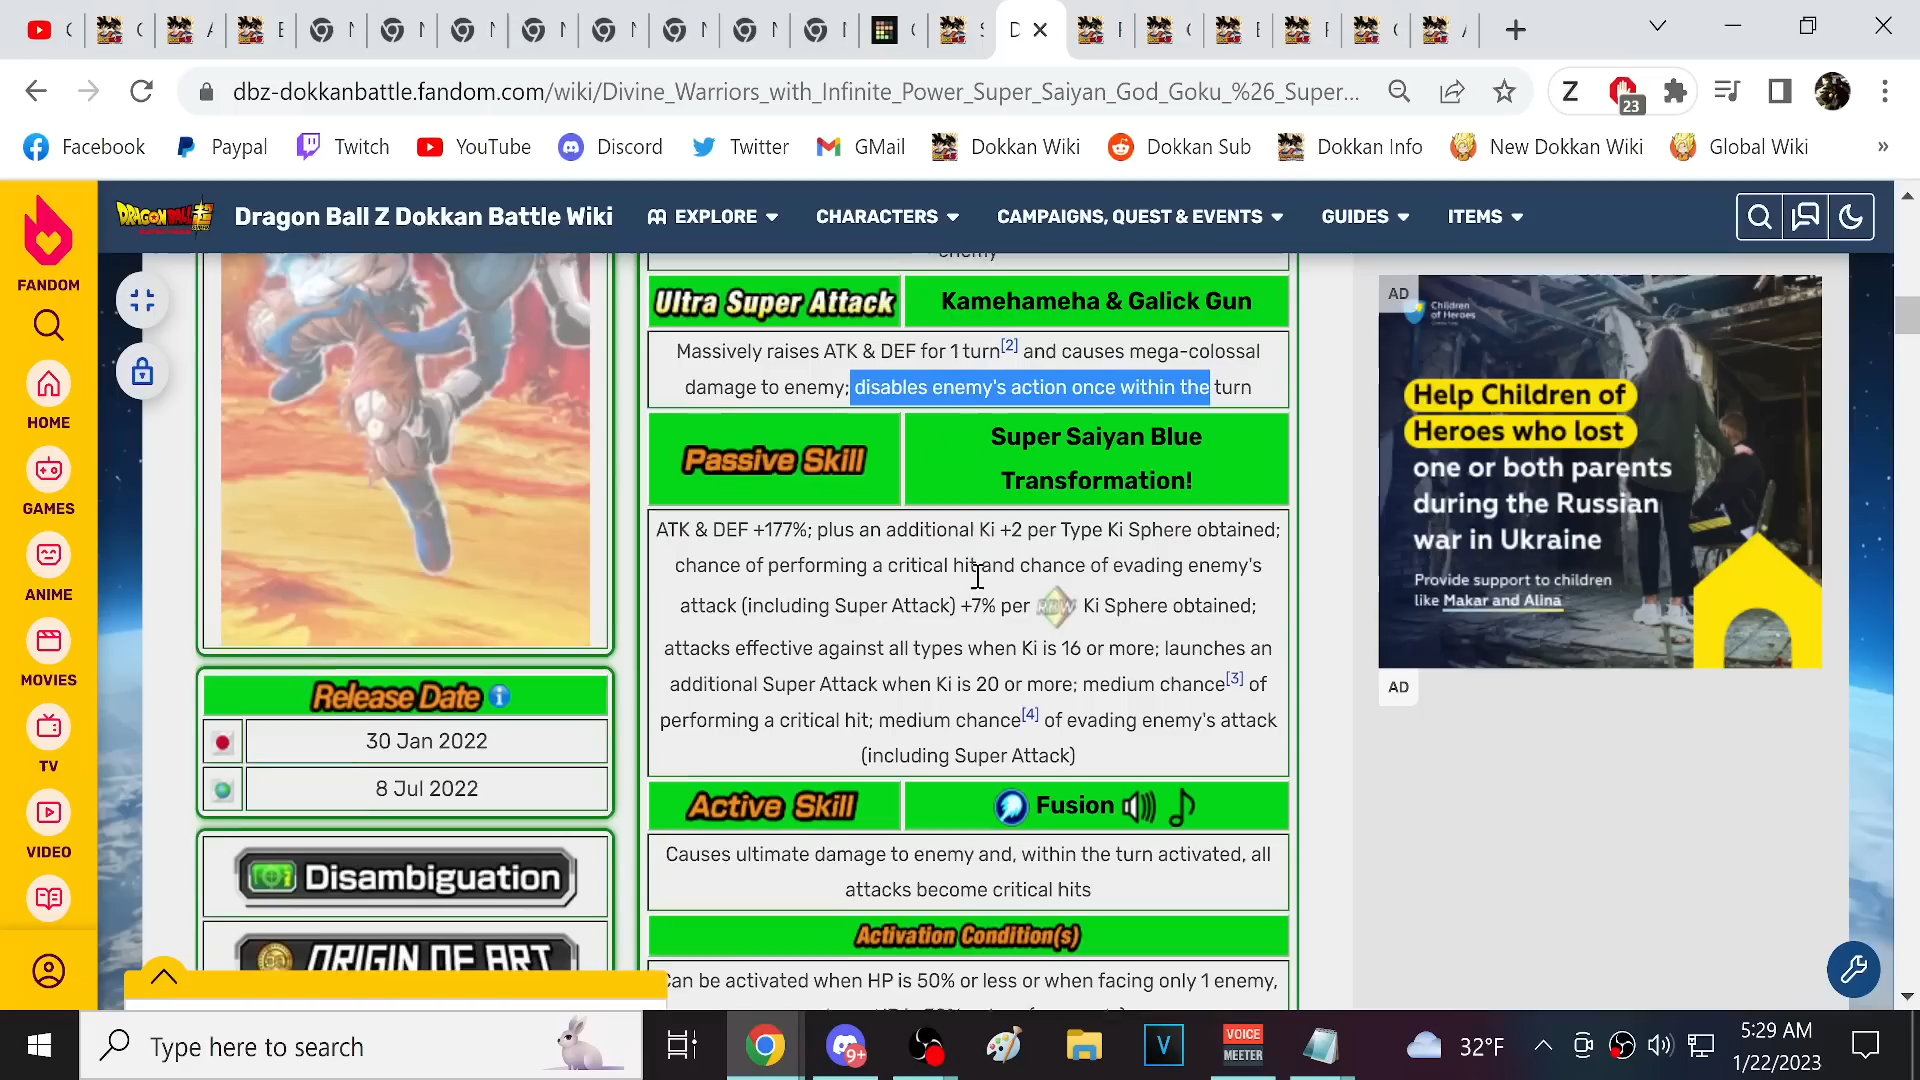 dbz-dokkanbattle.fandom.com/wiki/Divine_Warriors_with_Infinite_Power_Super_Saiyan_God_Goku_%26_Super...
Z
23
Facebook
Paypal
Twitch
YouTube
Discord
Twitter
GMail
Dokkan Wiki
Dokkan Sub
Dokkan Info
New Dokkan Wiki
Global Wiki
»
FANDOM
HOME
GAMES
ANIME
MOVIES
TV
VIDEO
Dragon Ball Z Dokkan Battle Wiki
EXPLORE
CHARACTERS
CAMPAIGNS, QUEST & EVENTS
GUIDES
ITEMS
enemy
Ultra Super Attack
Kamehameha & Galick Gun
Massively raises ATK & DEF for 1 turn[2] and causes mega-colossal
damage to enemy; disables enemy's action once within the turn
Passive Skill
Super Saiyan Blue
Transformation!
ATK & DEF +177%; plus an additional Ki +2 per Type Ki Sphere obtained;
chance of performing a critical hit and chance of evading enemy's
attack (including Super Attack) +7% per RBW Ki Sphere obtained;
attacks effective against all types when Ki is 16 or more; launches an
additional Super Attack when Ki is 20 or more; medium chance[3] of
performing a critical hit; medium chance[4] of evading enemy's attack
(including Super Attack)
Active Skill
Fusion
Causes ultimate damage to enemy and, within the turn activated, all
attacks become critical hits
Activation Condition(s)
Can be activated when HP is 50% or less or when facing only 1 enemy,
Release Date
30 Jan 2022
8 Jul 2022
Disambiguation
ORIGIN OF ART
AD
Children
of Heroes
Help Children of
Heroes who lost
one or both parents
during the Russian
war in Ukraine
Provide support to children
like Makar and Alina
AD
Type here to search
9+
V
VOICE
MEETER
32°F
5:29 AM
1/22/2023